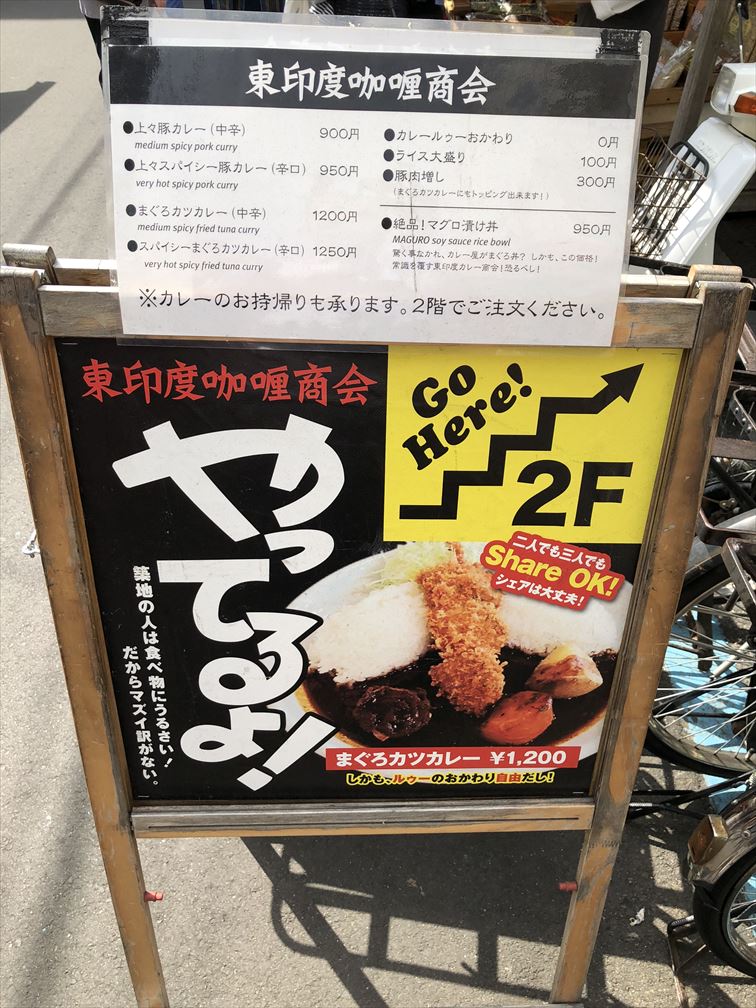 東印度咖喱商会
●上々豚カレー(中辛) 900円
medium spicy pork curry
●上々スパイシー豚カレー(辛口) 950円
very hot spicy pork curry
●まぐろカツカレー(中辛) 1200円
medium spicy fried tuna curry
●スパイシーまぐろカツカレー(辛口) 1250円
very hot spicy fried tuna curry
●カレールゥーおかわり 0円
●ライス大盛り 100円
●豚肉増し 300円
(まぐろカツカレーにもトッピング出来ます!)
●絶品!マグロ漬け丼 950円
MAGURO soy sauce rice bowl
驚く事なかれ、カレー屋がまぐろ丼? しかも、この価格!
常識を覆す東印度カレー商会!恐るべし!
※カレーのお持帰りも承ります。2階でご注文ください。
東印度咖喱商会
Go
Here!
2F
やってるよ!
築地の人は食べ物にうるさい!
だからマズイ訳がない。
二人でも三人でも
Share OK!
シェアは大丈夫!
まぐろカツカレー ¥1,200
しかも、ルゥーのおかわり自由だし!